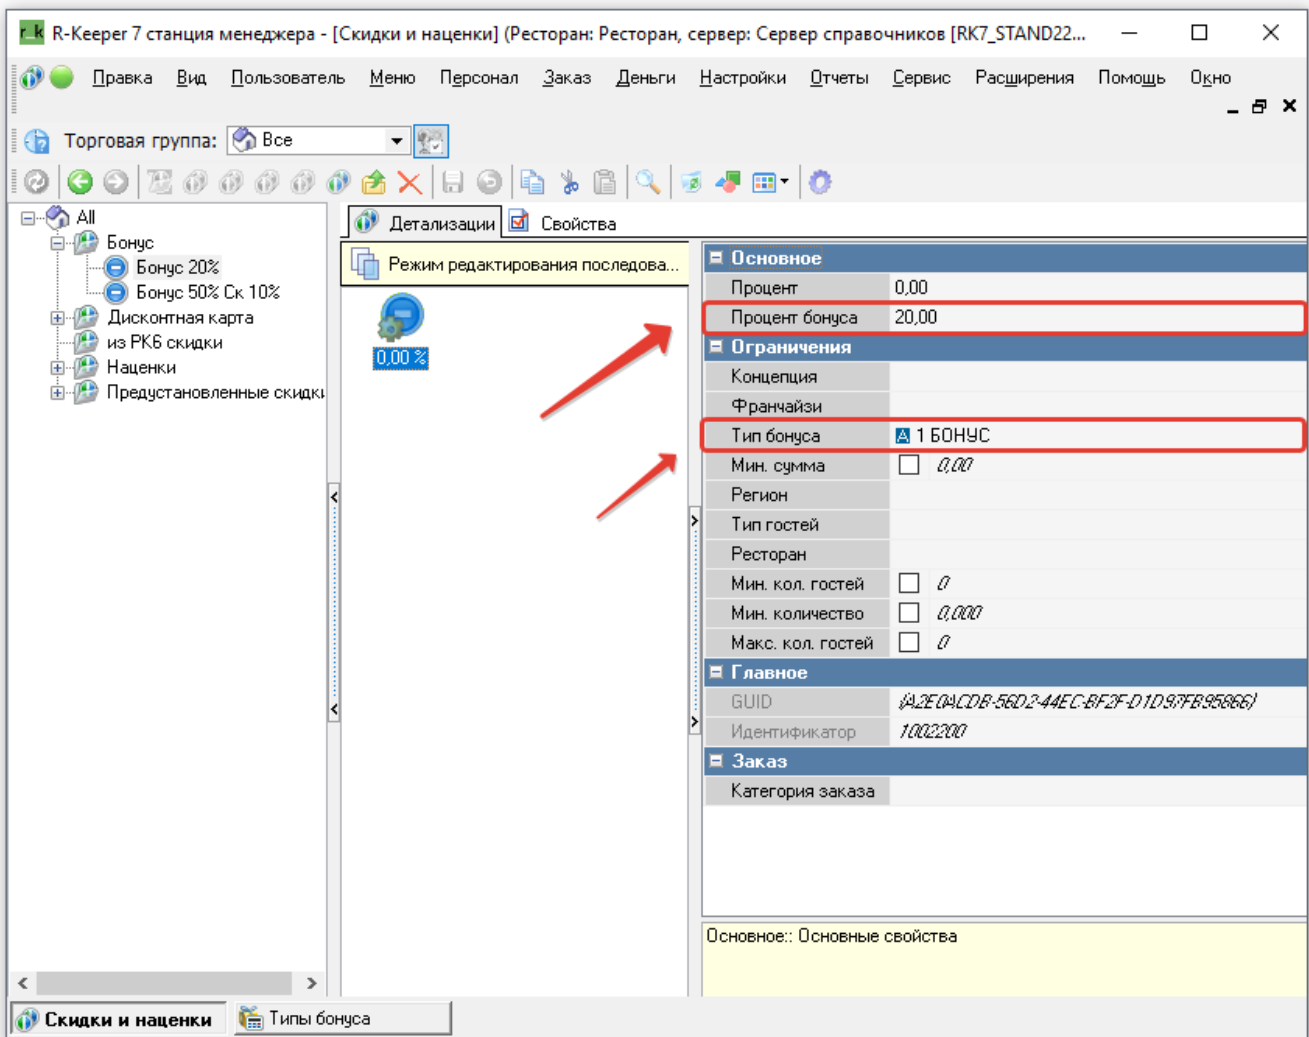 r_k R-Keeper 7 станция менеджера - [Скидки и наценки] (Ресторан: Ресторан, сервер: Сервер справочников [RK7_STAND22...
Правка Вид Пользователь Меню Персонал Заказ Деньги Настройки Отчеты Сервис Расширения Помощь Окно
Торговая группа: Все
All
Бонус
Бонус 20%
Бонус 50% Ск 10%
Дисконтная карта
из РК6 скидки
Наценки
Предустановленные скидки
Детализации Свойства
Режим редактирования последова...
0,00 %
Основное
Процент 0,00
Процент бонуса 20,00
Ограничения
Концепция
Франчайзи
Тип бонуса A 1 БОНУС
Мин. сумма 0,00
Регион
Тип гостей
Ресторан
Мин. кол. гостей 0
Мин. количество 0,000
Макс. кол. гостей 0
Главное
GUID {A2E0ACDB-56D2-44EC-BF2F-D1D97FB95866}
Идентификатор 1002200
Заказ
Категория заказа
Основное:: Основные свойства
Скидки и наценки Типы бонуса